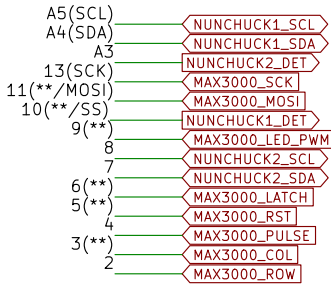 A5(SCL) NUNCHUCK1_SCL
A4(SDA) NUNCHUCK1_SDA
A3 NUNCHUCK2_DET
13(SCK) MAX3000_SCK
11(**/MOSI) MAX3000_MOSI
10(**/SS) NUNCHUCK1_DET
9(**) MAX3000_LED_PWM
8 NUNCHUCK2_SCL
7 NUNCHUCK2_SDA
6(**) MAX3000_LATCH
5(**) MAX3000_RST
4 MAX3000_PULSE
3(**) MAX3000_COL
2 MAX3000_ROW